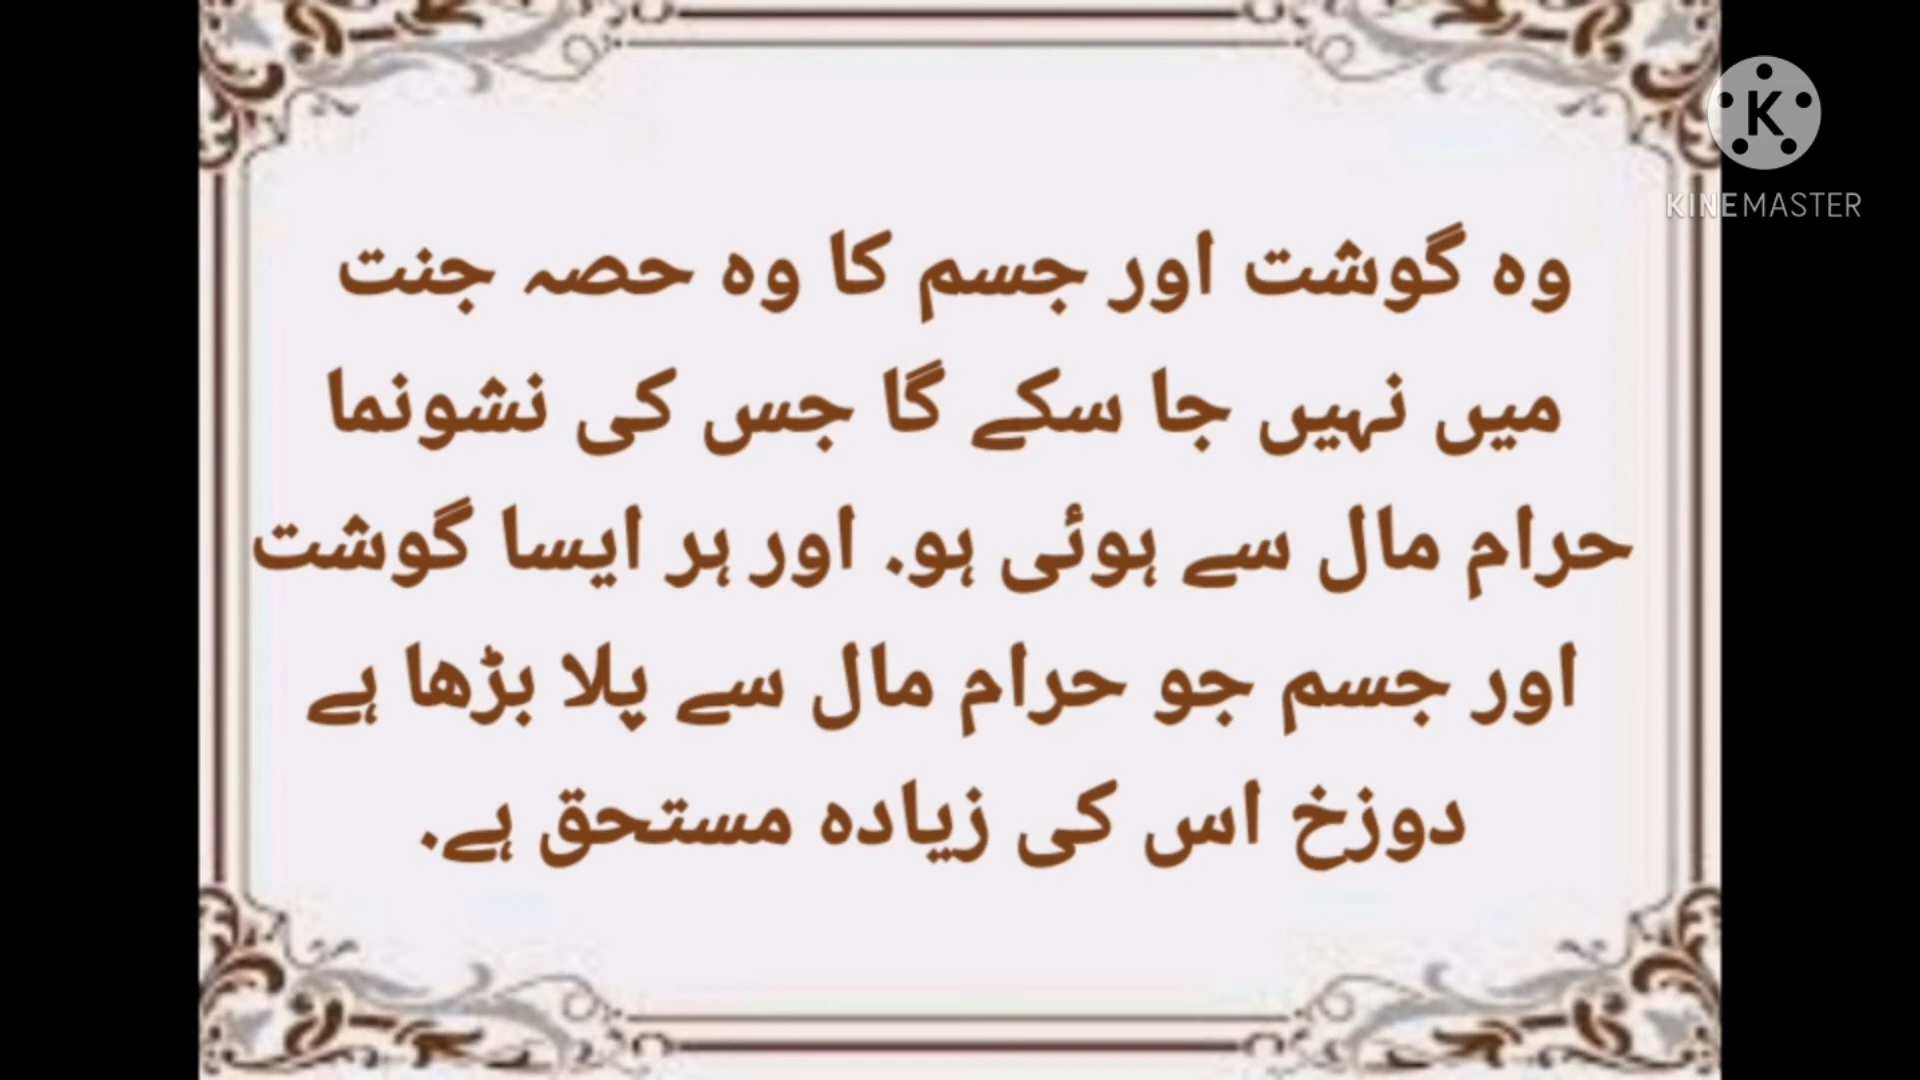 وہ گوشت اور جسم کا وہ حصہ جنت
میں نہیں جا سکے گا جس کی نشونما
حرام مال سے ہوئی ہو. اور ہر ایسا گوشت
اور جسم جو حرام مال سے پلا بڑھا ہے
دوزخ اس کی زیادہ مستحق ہے.
K
KINEMASTER